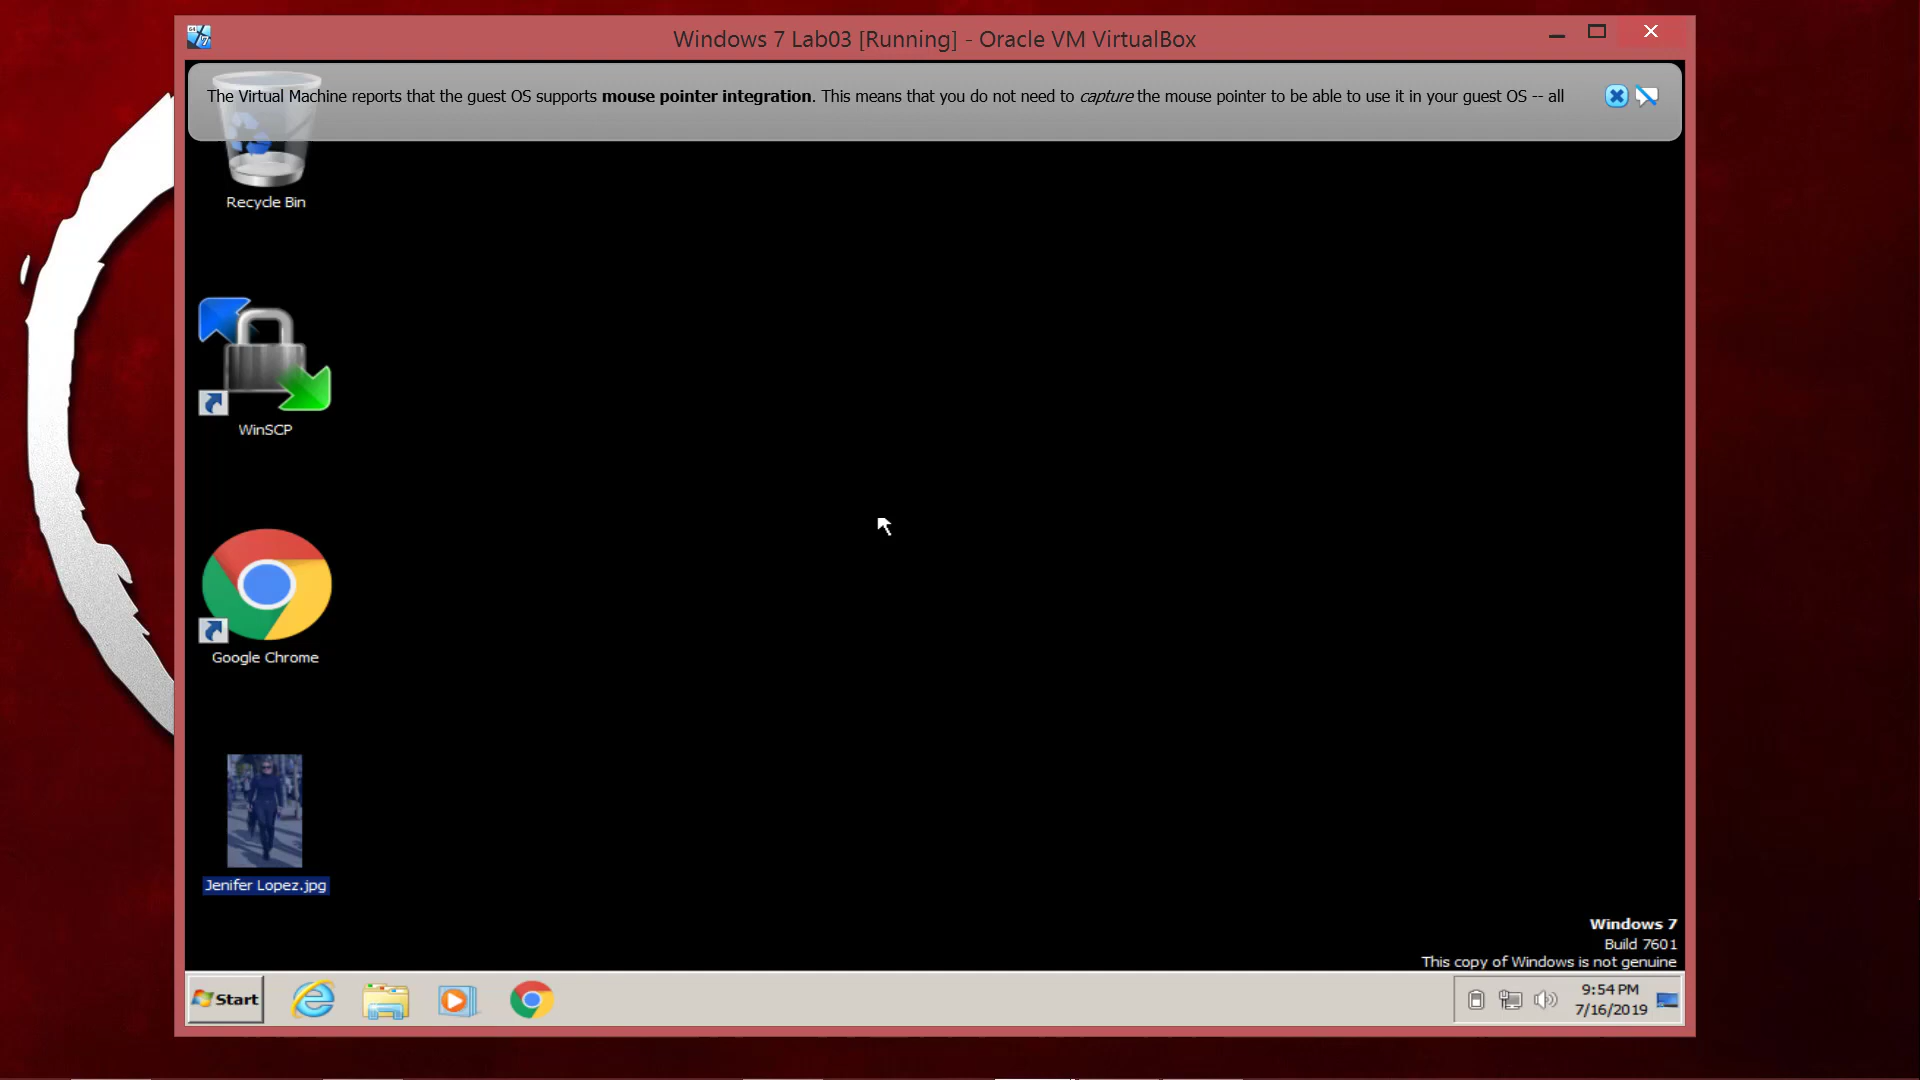 Windows 7 Lab03 [Running] - Oracle VM VirtualBox
The Virtual Machine reports that the guest OS supports mouse pointer integration. This means that you do not need to capture the mouse pointer to be able to use it in your guest OS -- all
Recycle Bin
WinSCP
Google Chrome
Jenifer Lopez.jpg
Windows 7
Build 7601
This copy of Windows is not genuine
Start
9:54 PM
7/16/2019